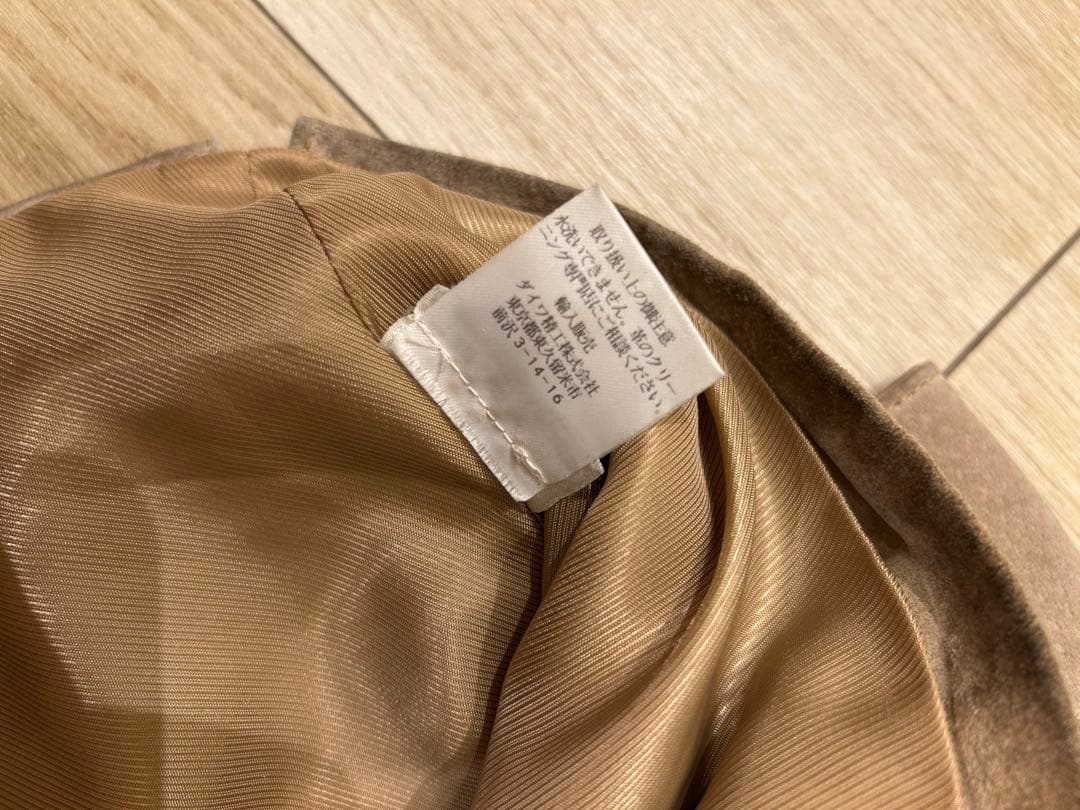 取り扱い上の御注意
水洗いできません。革のクリー
ニング専門店にご相談ください。
輸入販売
ダイワ精工株式会社
東京都東久留米市
前沢3-14-16